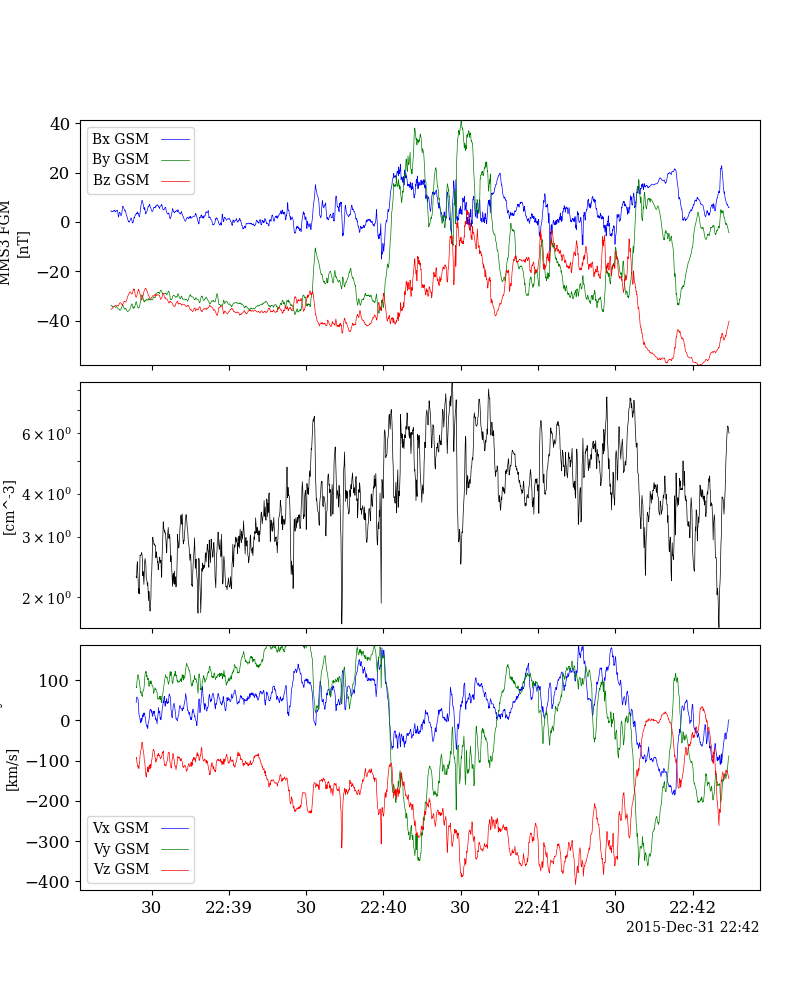 40
20
0
−20
−40
MMS3 FGM
[nT]
Bx GSM
By GSM
Bz GSM
6 × 10⁰
4 × 10⁰
3 × 10⁰
2 × 10⁰
[cm^-3]
100
0
−100
−200
−300
−400
[km/s]
Vx GSM
Vy GSM
Vz GSM
30 22:39 30 22:40 30 22:41 30 22:42
2015-Dec-31 22:42